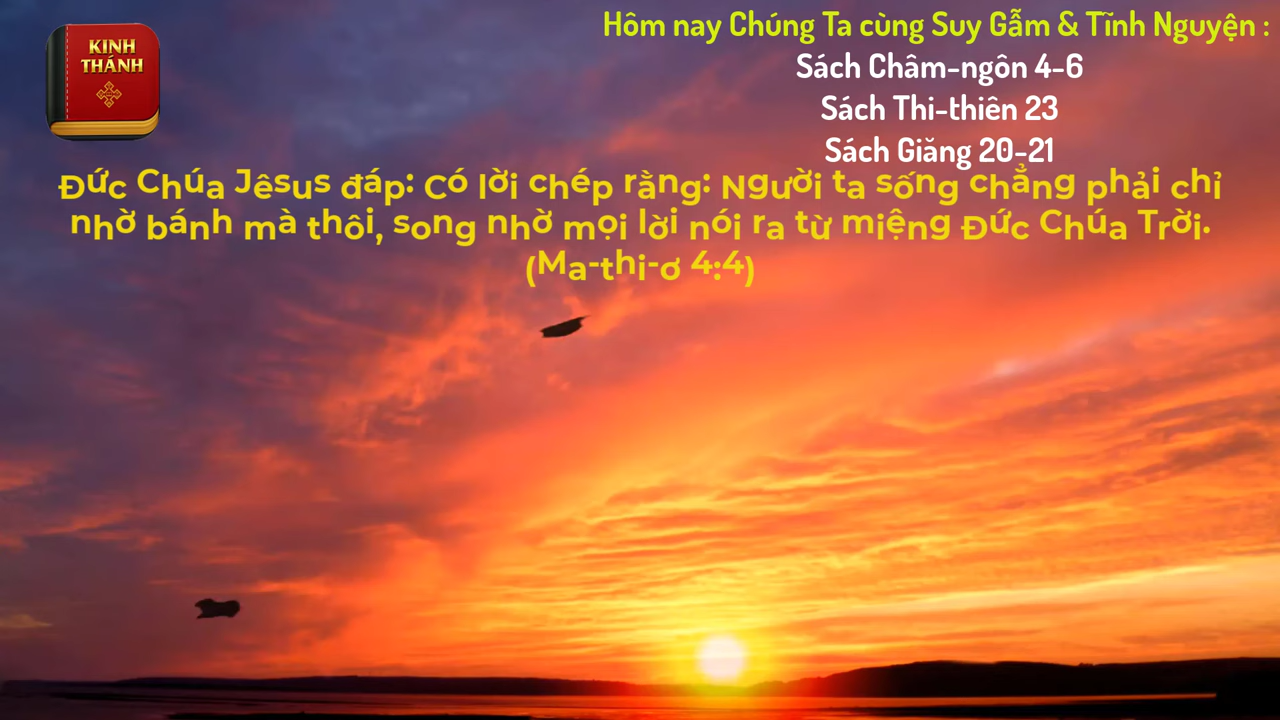 KINH
THÁNH
Hôm nay Chúng Ta cùng Suy Gẫm & Tĩnh Nguyện :
Sách Châm-ngôn 4-6
Sách Thi-thiên 23
Sách Giăng 20-21
Đức Chúa Jêsus đáp: Có lời chép rằng: Người ta sống chẳng phải chỉ
nhờ bánh mà thôi, song nhờ mọi lời nói ra từ miệng Đức Chúa Trời.
(Ma-thi-ơ 4:4)